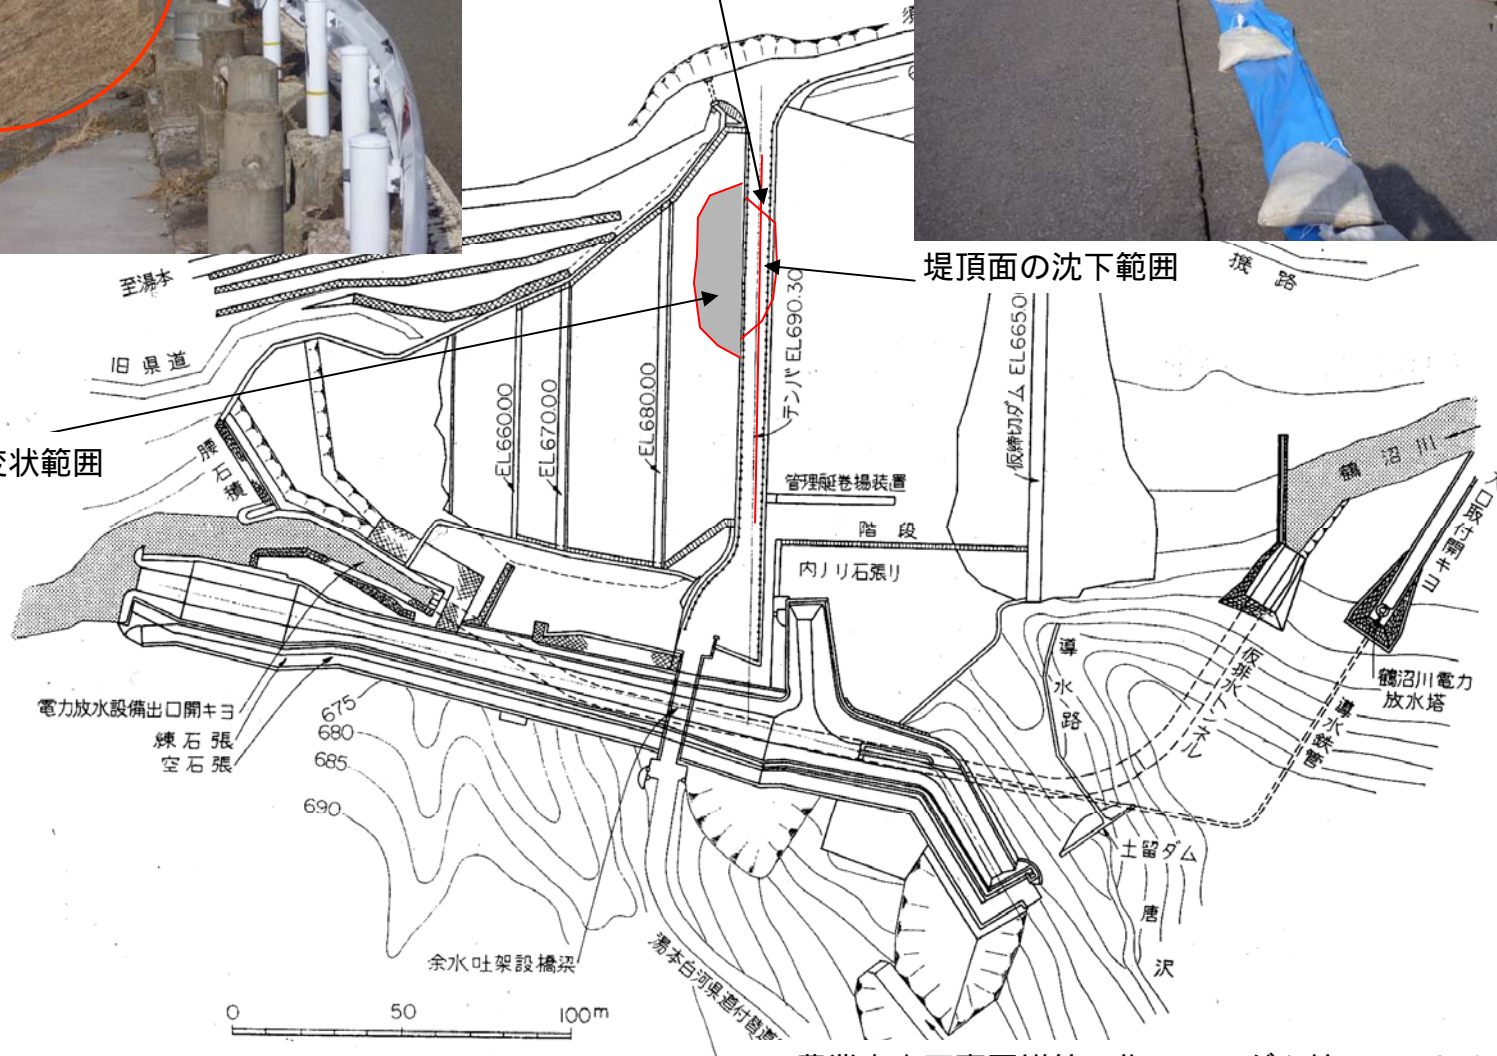 堤頂面の沈下範囲
機路
至湯本
旧県道
テンバ EL690.30
仮締切ダム EL665.0
EL660.00
EL670.00
EL680.00
状範囲
腰石積
鶴沼川
入口取付開キヨ
管理艇巻揚装置
階段
内ノリ石張リ
導水路
仮排水トンネル
導水鉄管
鶴沼川電力
放水塔
電力放水設備出口開キヨ
練石張
空石張
675
680
685
690
土留ダム
唐沢
余水吐架設橋梁
湯本白河県道付替道
0 50 100m